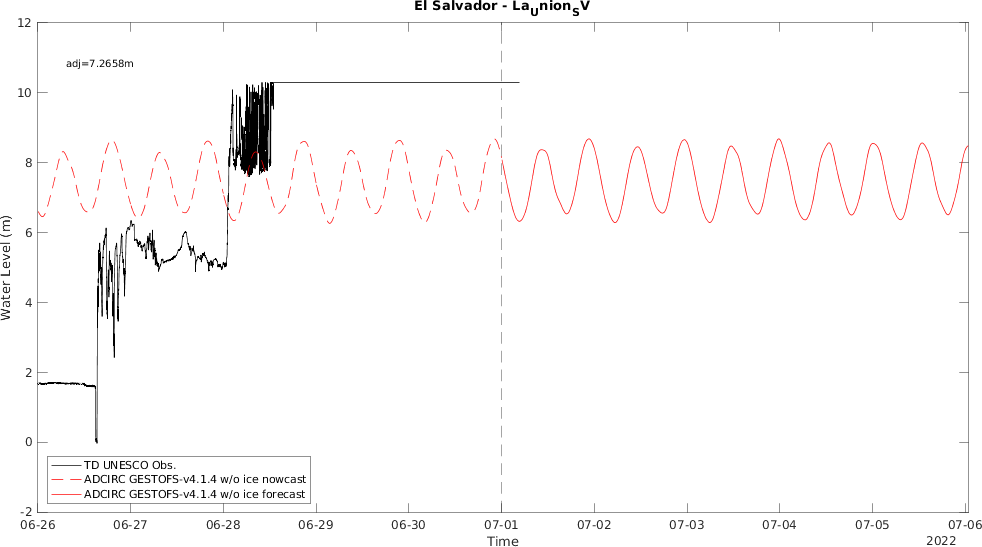 El Salvador - LaUnionSV
12
10
8
6
4
2
0
-2
adj=7.2658m
Water Level (m)
TD UNESCO Obs.
ADCIRC GESTOFS-v4.1.4 w/o ice nowcast
ADCIRC GESTOFS-v4.1.4 w/o ice forecast
06-26 06-27 06-28 06-29 06-30 07-01 07-02 07-03 07-04 07-05 07-06
Time
2022